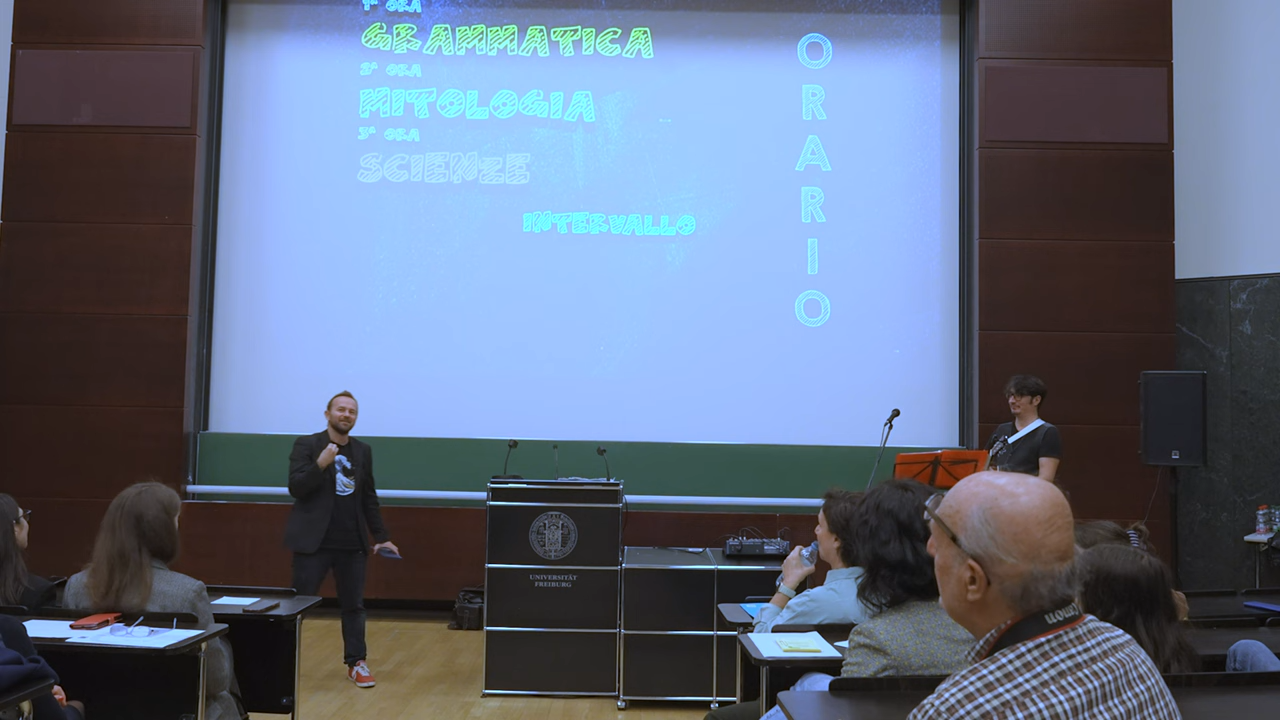 1ª ORA
GRAMMATICA
2ª ORA
MITOLOGIA
3ª ORA
SCIENZE
INTERVALLO
ORARIO
UNIVERSITÄT
FREIBURG